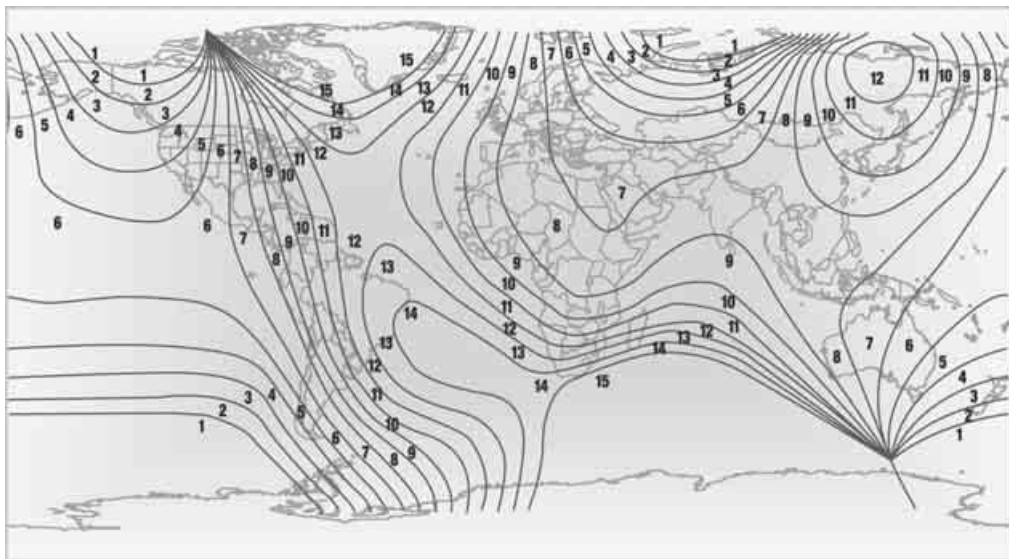 1 15 7 6 5 4 3 2 1
1 2 15 14 13 10 9 8 2 3 12 11 10 9 8
2 3 14 12 11 4 5 6
3 4 13 7 8 9 10 11
6 5 4 5 6 7 8 9 10 11 12
6 6 7 8 9 10 11 12 8 7
13 9 9
14 10 10
11 12 13 12 11
13 12 13 14 8 7 6
12 14 15 5
11 4
1 2 3 4 5 10 3
6 7 8 9 2
1